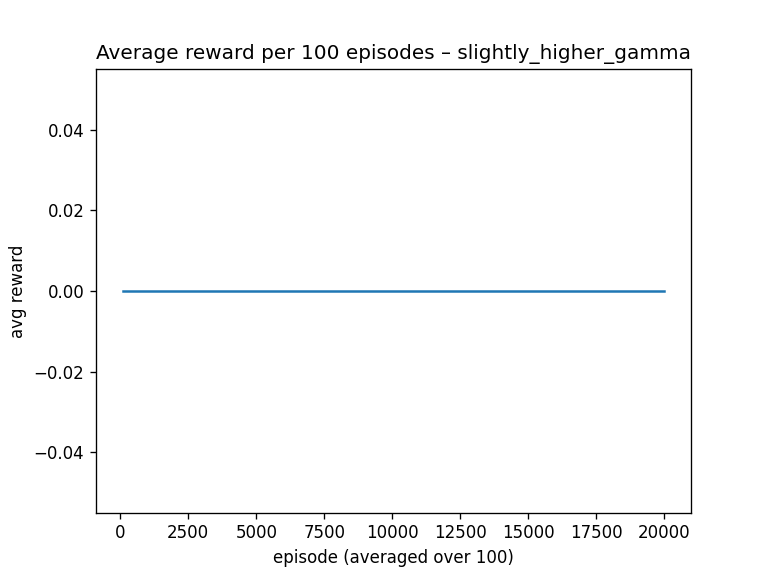 Average reward per 100 episodes – slightly_higher_gamma
avg reward
0.04
0.02
0.00
−0.02
−0.04
0 2500 5000 7500 10000 12500 15000 17500 20000
episode (averaged over 100)